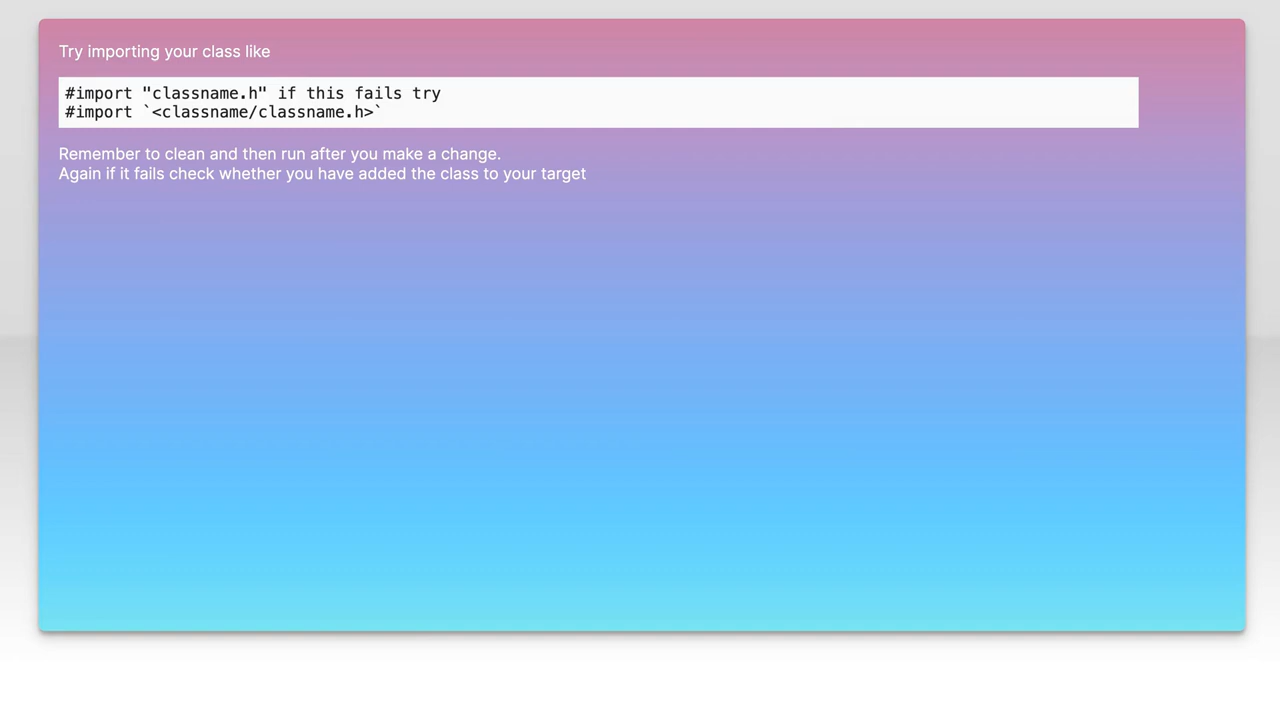 Try importing your class like
#import "classname.h" if this fails try
#import `<classname/classname.h>`
Remember to clean and then run after you make a change.
Again if it fails check whether you have added the class to your target